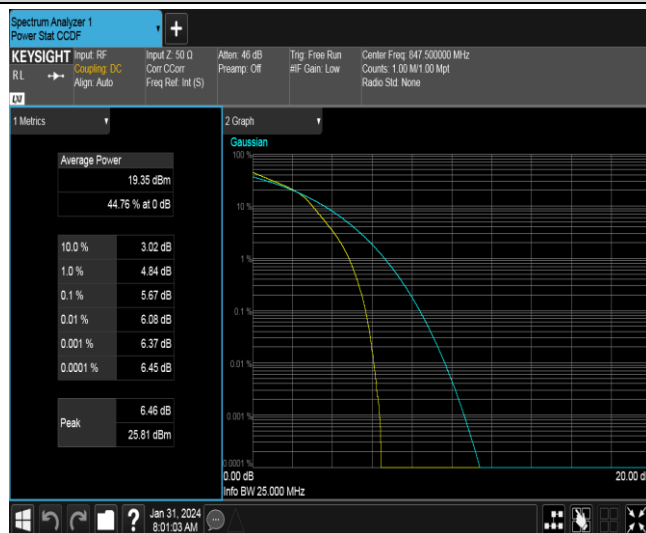 Spectrum Analyzer 1
Power Stat CCDF
KEYSIGHT
RL
LXI
Input: RF
Coupling: DC
Align: Auto
Input Z: 50 Ω
Corr CCorr
Freq Ref: Int (S)
Atten: 46 dB
Preamp: Off
Trig: Free Run
#IF Gain: Low
Center Freq: 847.500000 MHz
Counts: 1.00 M/1.00 Mpt
Radio Std: None
1 Metrics
Average Power
19.35 dBm
44.76 % at 0 dB
10.0 % 3.02 dB
1.0 % 4.84 dB
0.1 % 5.67 dB
0.01 % 6.08 dB
0.001 % 6.37 dB
0.0001 % 6.45 dB
Peak
6.46 dB
25.81 dBm
2 Graph
Gaussian
100 %
10 %
1 %
0.1 %
0.01 %
0.001 %
0.0001 %
0.00 dB 20.00 d
Info BW 25.000 MHz
Jan 31, 2024
8:01:03 AM